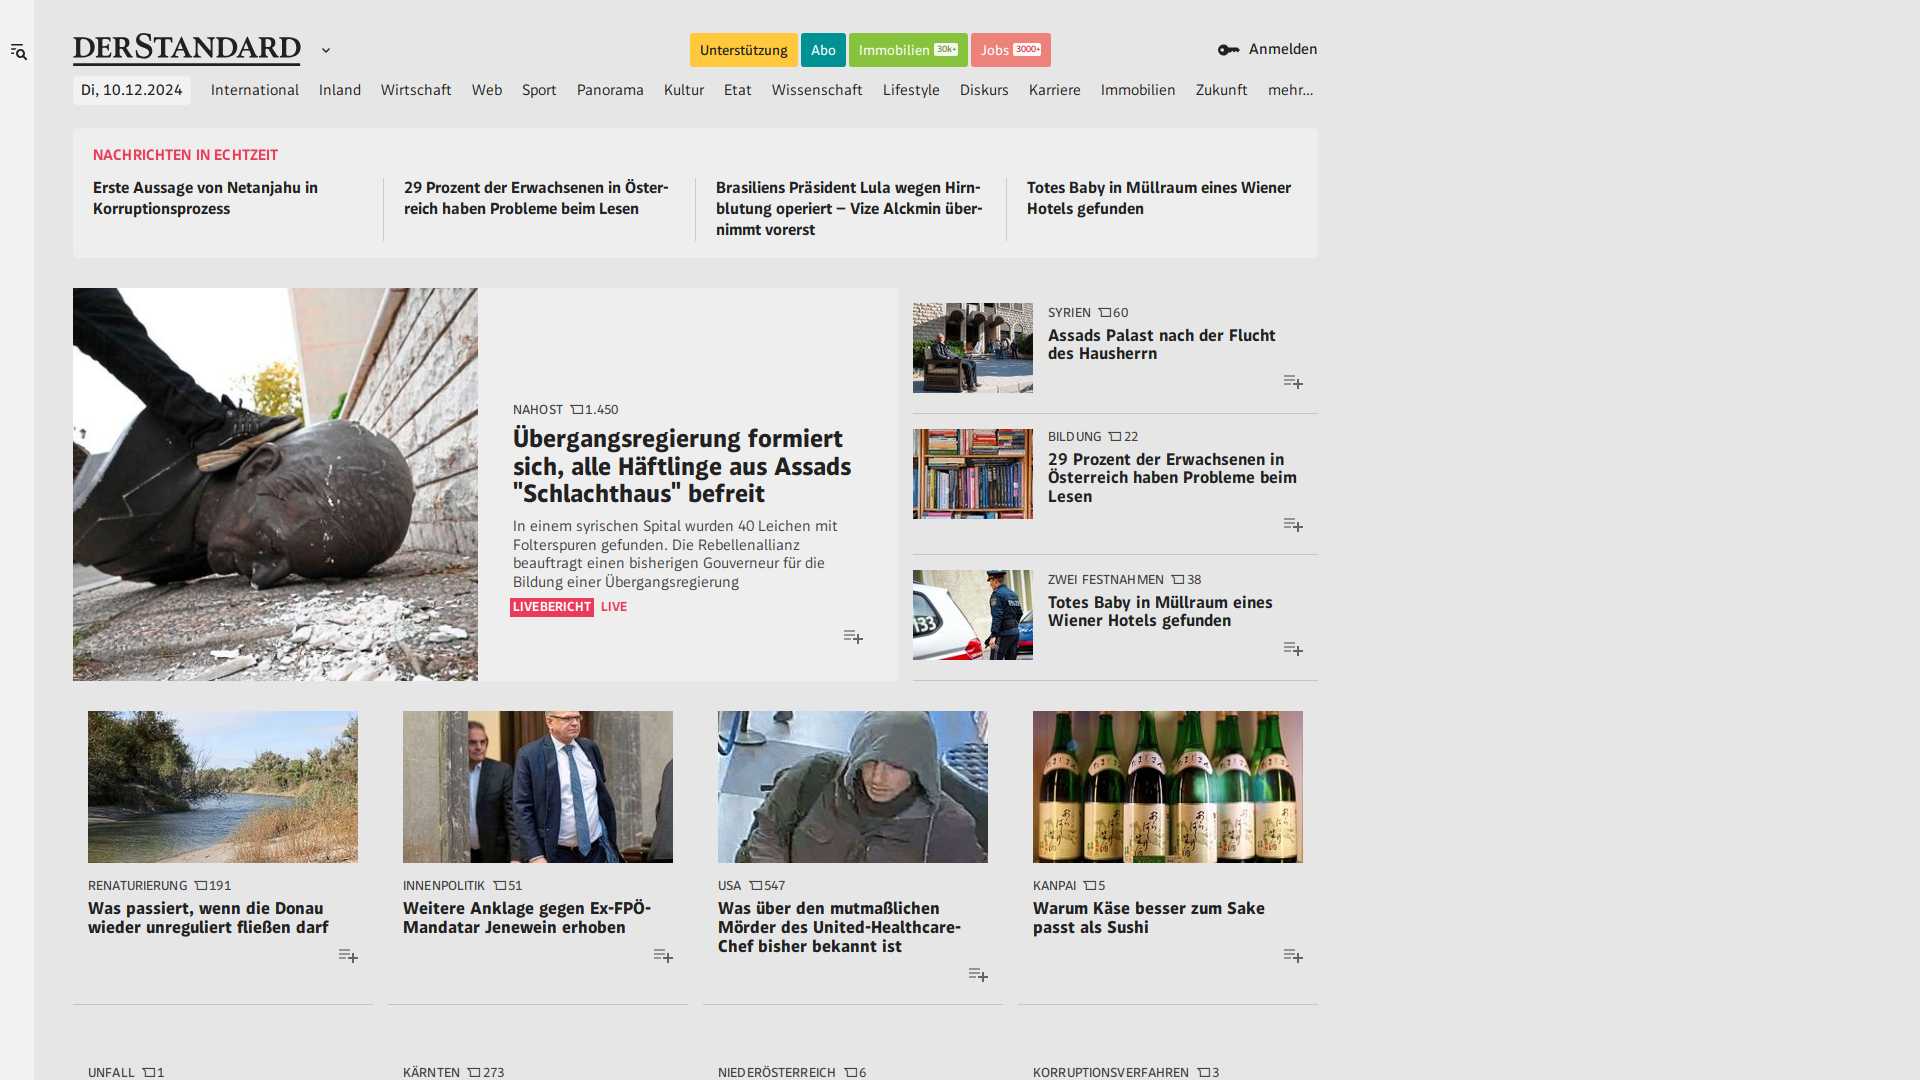 DERSTANDARD
Unterstützung
Abo
Immobilien 30k+
Jobs 3000+
Anmelden
Di, 10.12.2024
International
Inland
Wirtschaft
Web
Sport
Panorama
Kultur
Etat
Wissenschaft
Lifestyle
Diskurs
Karriere
Immobilien
Zukunft
mehr...
NACHRICHTEN IN ECHTZEIT
Erste Aussage von Netanjahu in
Korruptionsprozess
29 Prozent der Erwachsenen in Öster-
reich haben Probleme beim Lesen
Brasiliens Präsident Lula wegen Hirn-
blutung operiert – Vize Alckmin über-
nimmt vorerst
Totes Baby in Müllraum eines Wiener
Hotels gefunden
NAHOST 1.450
Übergangsregierung formiert
sich, alle Häftlinge aus Assads
"Schlachthaus" befreit
In einem syrischen Spital wurden 40 Leichen mit
Folterspuren gefunden. Die Rebellenallianz
beauftragt einen bisherigen Gouverneur für die
Bildung einer Übergangsregierung
LIVEBERICHT LIVE
SYRIEN 60
Assads Palast nach der Flucht
des Hausherrn
BILDUNG 22
29 Prozent der Erwachsenen in
Österreich haben Probleme beim
Lesen
133
ZWEI FESTNAHMEN 38
Totes Baby in Müllraum eines
Wiener Hotels gefunden
RENATURIERUNG 191
Was passiert, wenn die Donau
wieder unreguliert fließen darf
INNENPOLITIK 51
Weitere Anklage gegen Ex-FPÖ-
Mandatar Jenewein erhoben
USA 547
Was über den mutmaßlichen
Mörder des United-Healthcare-
Chef bisher bekannt ist
KANPAI 5
Warum Käse besser zum Sake
passt als Sushi
UNFALL 1
KÄRNTEN 273
NIEDERÖSTERREICH 6
KORRUPTIONSVERFAHREN 3